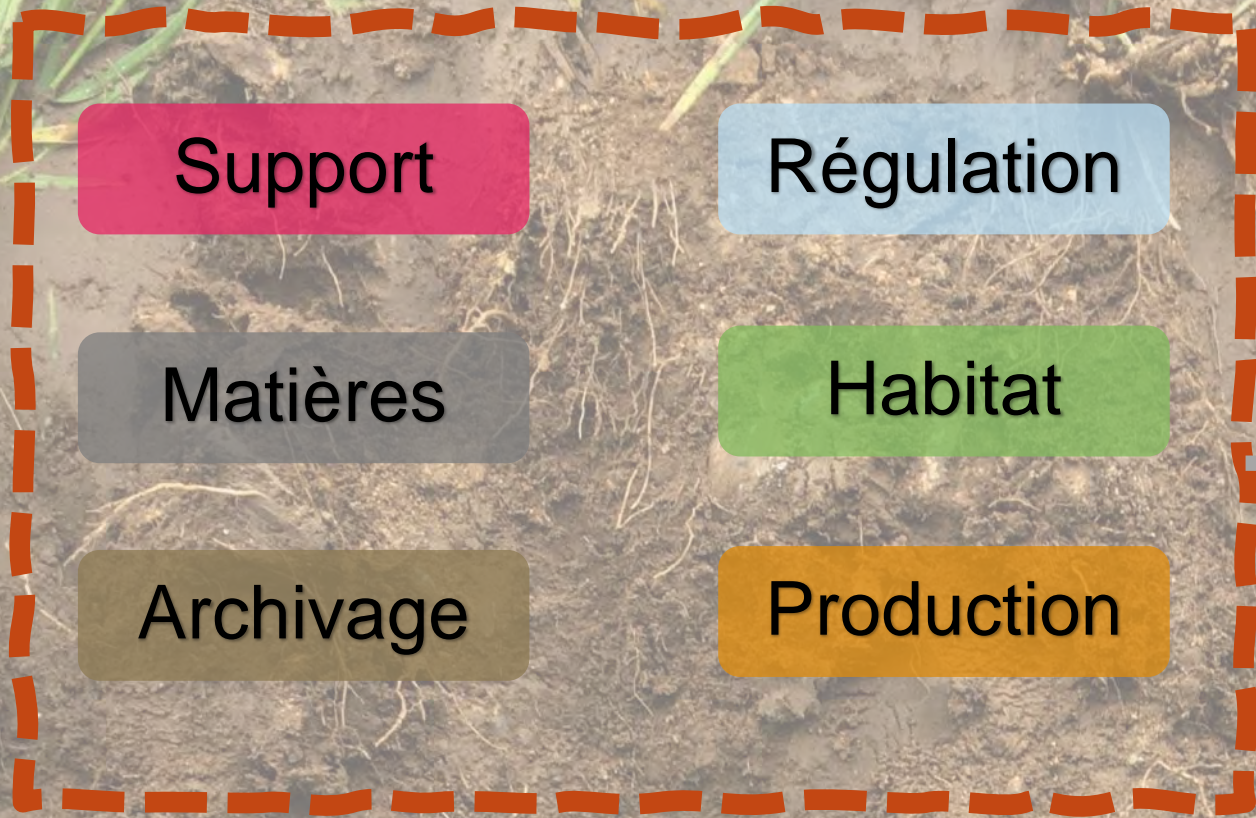 Support
Régulation
Matières
Habitat
Archivage
Production